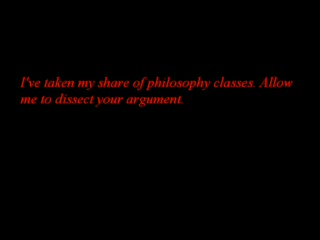 I've taken my share of philosophy classes. Allow
me to dissect your argument.